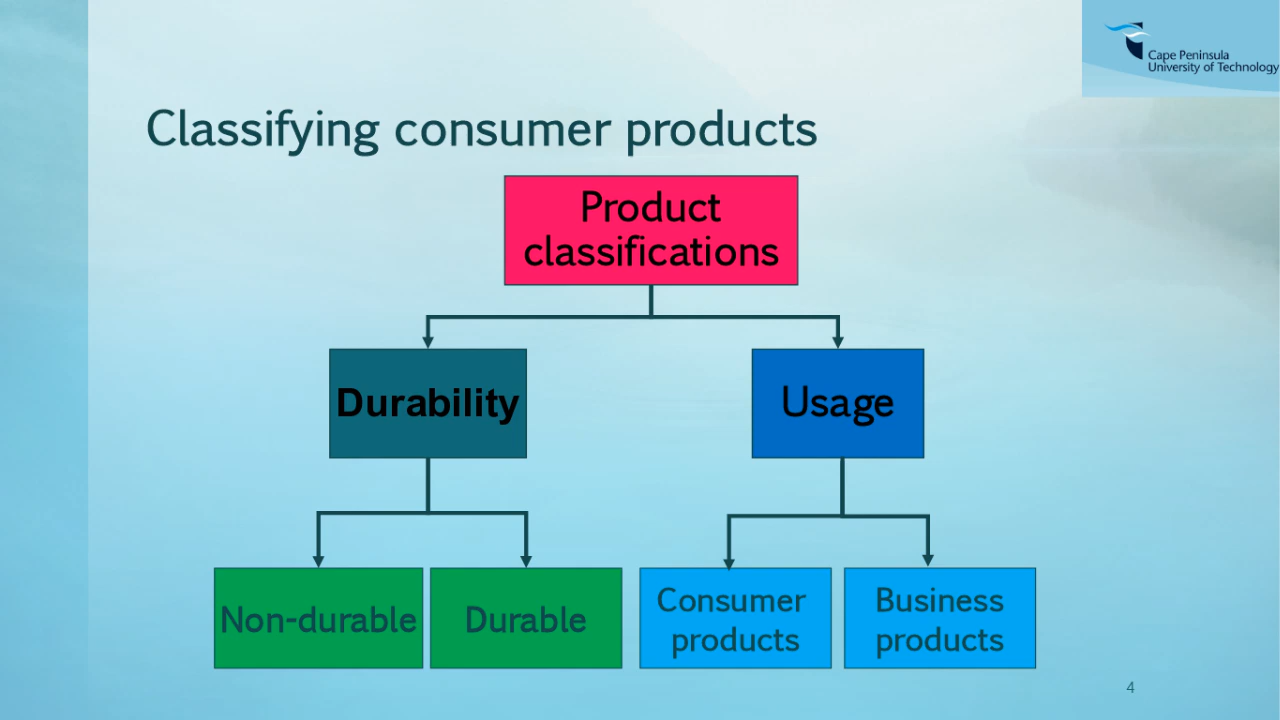 Cape Peninsula
University of Technology
Classifying consumer products
Product
classifications
Durability
Usage
Non-durable
Durable
Consumer
products
Business
products
4